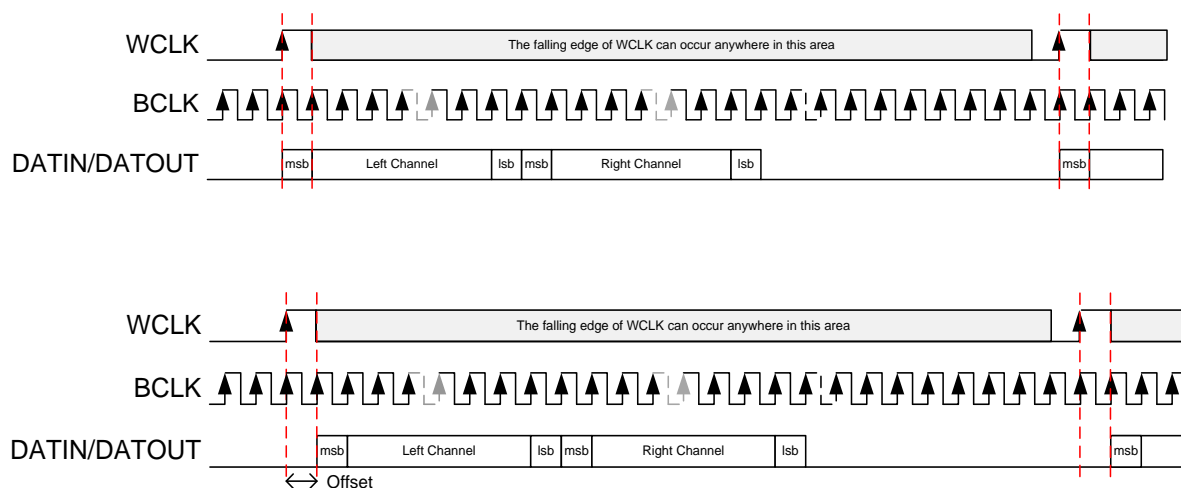 WCLK
The falling edge of WCLK can occur anywhere in this area
BCLK
DATIN/DATOUT
msb
Left Channel
lsb
msb
Right Channel
lsb
msb
WCLK
The falling edge of WCLK can occur anywhere in this area
BCLK
DATIN/DATOUT
msb
Left Channel
lsb
msb
Right Channel
lsb
msb
Offset